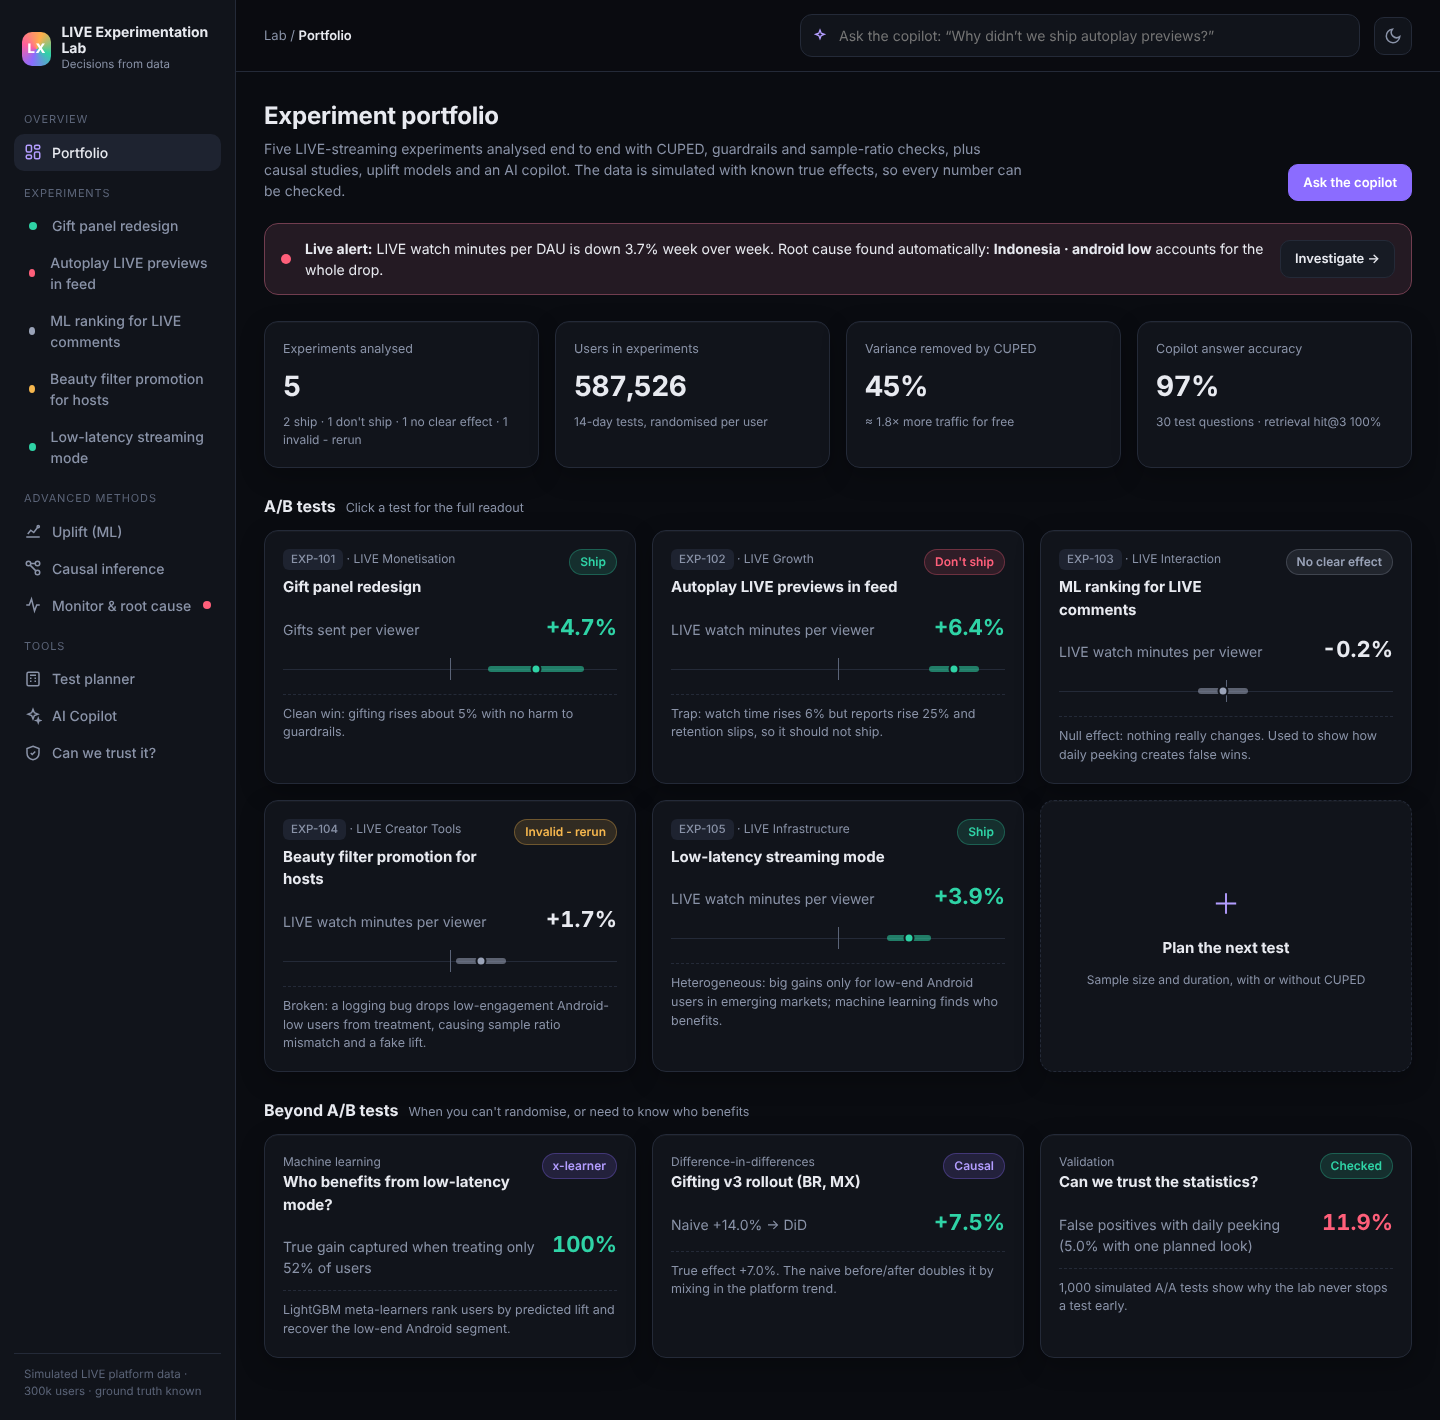 LX
LIVE Experimentation
Lab
Decisions from data
OVERVIEW
Portfolio
EXPERIMENTS
Gift panel redesign
Autoplay LIVE previews
in feed
ML ranking for LIVE
comments
Beauty filter promotion
for hosts
Low-latency streaming
mode
ADVANCED METHODS
Uplift (ML)
Causal inference
Monitor & root cause
TOOLS
Test planner
AI Copilot
Can we trust it?
Simulated LIVE platform data ·
300k users · ground truth known
Lab / Portfolio
Ask the copilot: “Why didn’t we ship autoplay previews?”
Experiment portfolio
Five LIVE-streaming experiments analysed end to end with CUPED, guardrails and sample-ratio checks, plus
causal studies, uplift models and an AI copilot. The data is simulated with known true effects, so every number can
be checked.
Ask the copilot
Live alert: LIVE watch minutes per DAU is down 3.7% week over week. Root cause found automatically: Indonesia · android low accounts for the
whole drop.
Investigate →
Experiments analysed
5
2 ship · 1 don't ship · 1 no clear effect · 1
invalid - rerun
Users in experiments
587,526
14-day tests, randomised per user
Variance removed by CUPED
45%
≈ 1.8× more traffic for free
Copilot answer accuracy
97%
30 test questions · retrieval hit@3 100%
A/B tests Click a test for the full readout
EXP-101 · LIVE Monetisation
Ship
Gift panel redesign
Gifts sent per viewer
+4.7%
Clean win: gifting rises about 5% with no harm to
guardrails.
EXP-102 · LIVE Growth
Don't ship
Autoplay LIVE previews in feed
LIVE watch minutes per viewer
+6.4%
Trap: watch time rises 6% but reports rise 25% and
retention slips, so it should not ship.
EXP-103 · LIVE Interaction
No clear effect
ML ranking for LIVE
comments
LIVE watch minutes per viewer
-0.2%
Null effect: nothing really changes. Used to show how
daily peeking creates false wins.
EXP-104 · LIVE Creator Tools
Invalid - rerun
Beauty filter promotion for
hosts
LIVE watch minutes per viewer
+1.7%
Broken: a logging bug drops low-engagement Android-
low users from treatment, causing sample ratio
mismatch and a fake lift.
EXP-105 · LIVE Infrastructure
Ship
Low-latency streaming mode
LIVE watch minutes per viewer
+3.9%
Heterogeneous: big gains only for low-end Android
users in emerging markets; machine learning finds who
benefits.
Plan the next test
Sample size and duration, with or without CUPED
Beyond A/B tests When you can't randomise, or need to know who benefits
Machine learning
x-learner
Who benefits from low-latency
mode?
True gain captured when treating only
52% of users
100%
LightGBM meta-learners rank users by predicted lift and
recover the low-end Android segment.
Difference-in-differences
Causal
Gifting v3 rollout (BR, MX)
Naive +14.0% → DiD
+7.5%
True effect +7.0%. The naive before/after doubles it by
mixing in the platform trend.
Validation
Checked
Can we trust the statistics?
False positives with daily peeking
(5.0% with one planned look)
11.9%
1,000 simulated A/A tests show why the lab never stops
a test early.